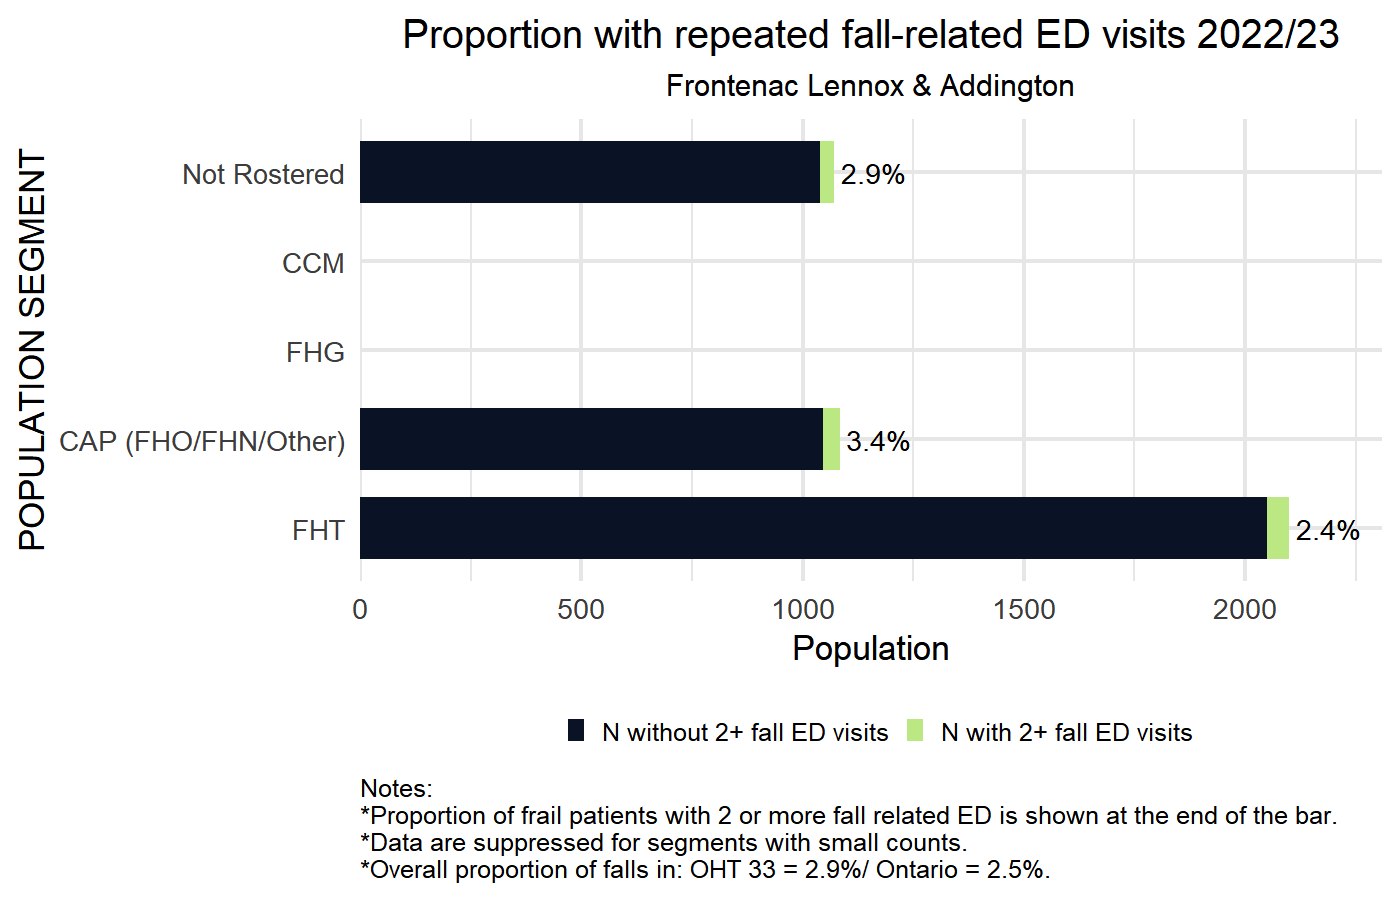 Proportion with repeated fall-related ED visits 2022/23
Frontenac Lennox & Addington
POPULATION SEGMENT
Not Rostered
2.9%
CCM
FHG
CAP (FHO/FHN/Other)
3.4%
FHT
2.4%
0 500 1000 1500 2000
Population
N without 2+ fall ED visits N with 2+ fall ED visits
Notes:
*Proportion of frail patients with 2 or more fall related ED is shown at the end of the bar.
*Data are suppressed for segments with small counts.
*Overall proportion of falls in: OHT 33 = 2.9%/ Ontario = 2.5%.